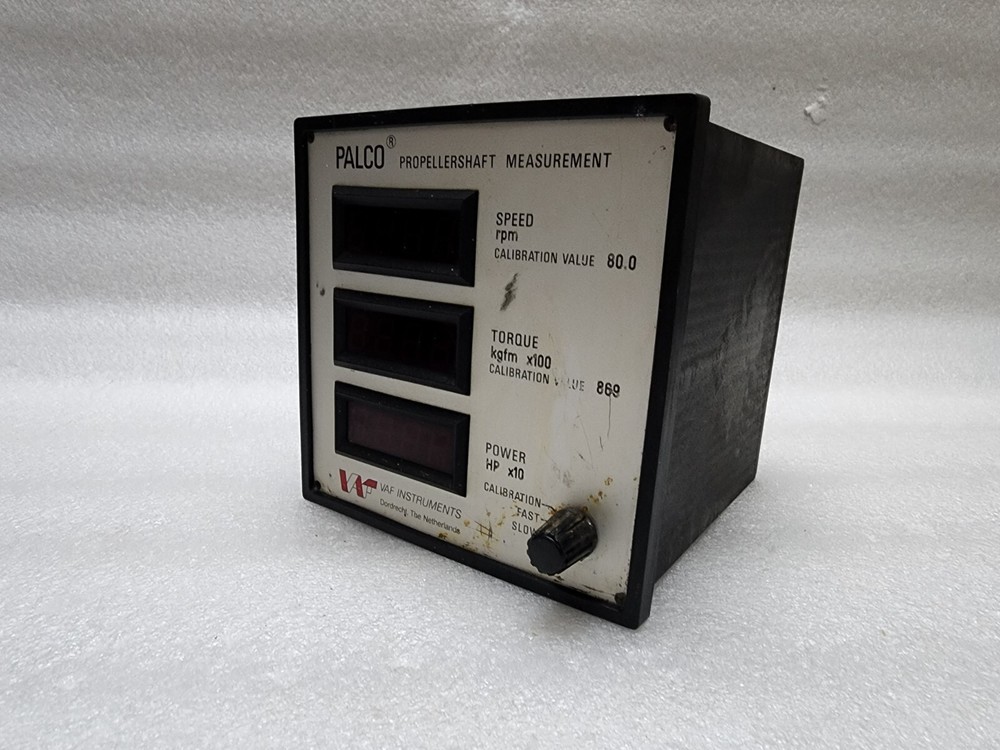 PALCO® PROPELLERSHAFT MEASUREMENT
SPEED
rpm
CALIBRATION VALUE 80.0
TORQUE
kgfm x100
CALIBRATION VALUE 869
POWER
HP x10
CALIBRATION
FAST
SLOW
VAF VAF INSTRUMENTS
Dordrecht, The Netherlands